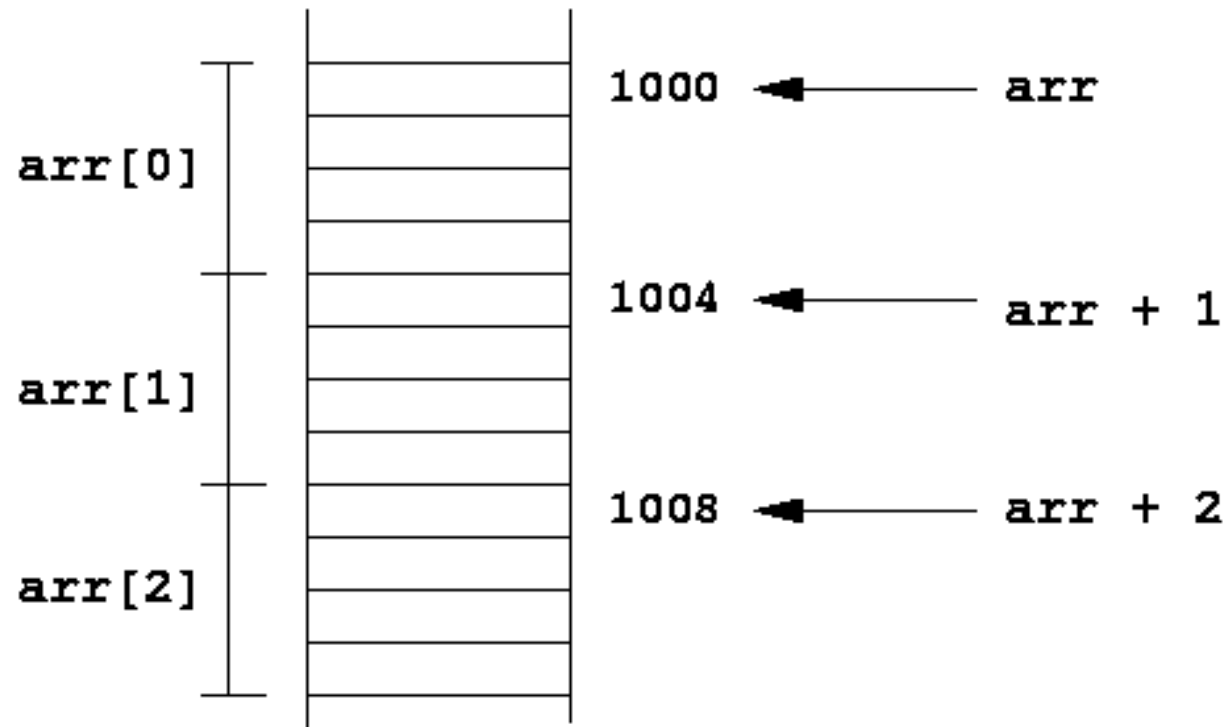 1000 arr
arr[0]
1004 arr + 1
arr[1]
1008 arr + 2
arr[2]